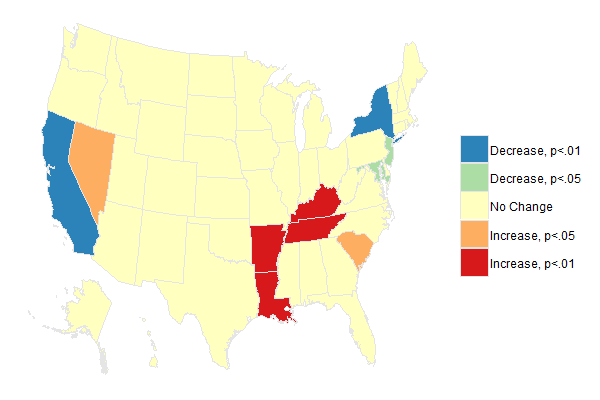 Decrease, p<.01
Decrease, p<.05
No Change
Increase, p<.05
Increase, p<.01